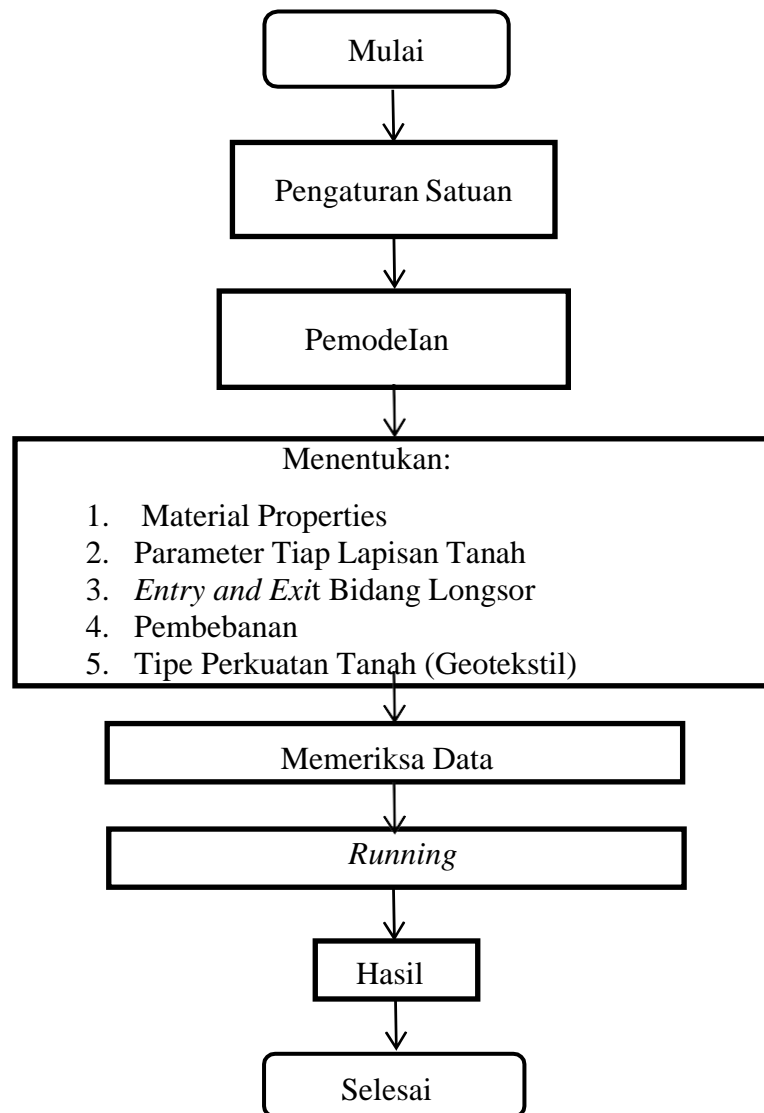 Mulai
Pengaturan Satuan
PemodeIan
Menentukan:
1. Material Properties
2. Parameter Tiap Lapisan Tanah
3. Entry and Exit Bidang Longsor
4. Pembebanan
5. Tipe Perkuatan Tanah (Geotekstil)
Memeriksa Data
Running
Hasil
Selesai